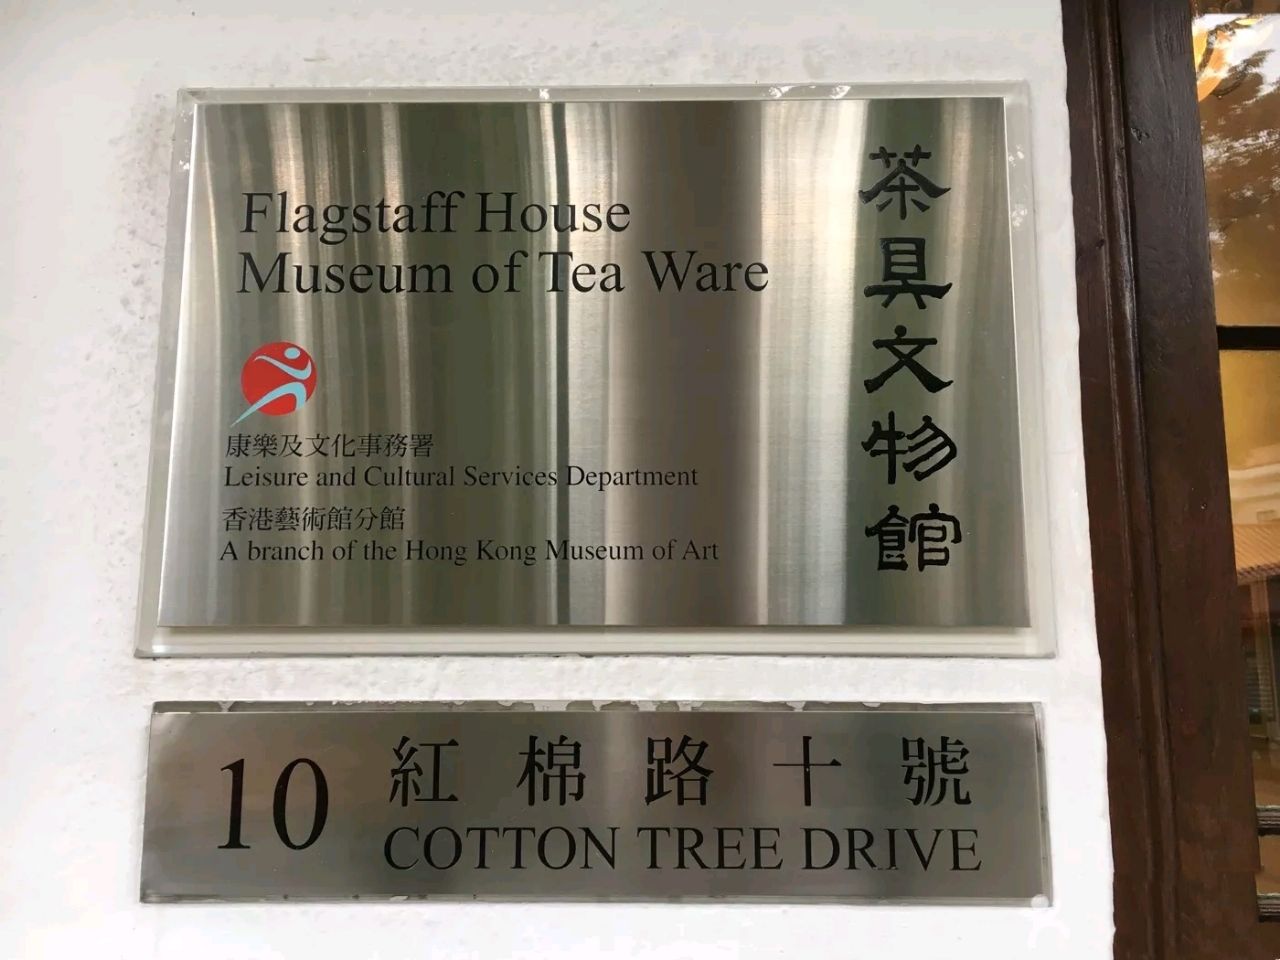 Flagstaff House
Museum of Tea Ware
茶具文物館
康樂及文化事務署
Leisure and Cultural Services Department
香港藝術館分館
A branch of the Hong Kong Museum of Art
10
紅棉路十號
COTTON TREE DRIVE